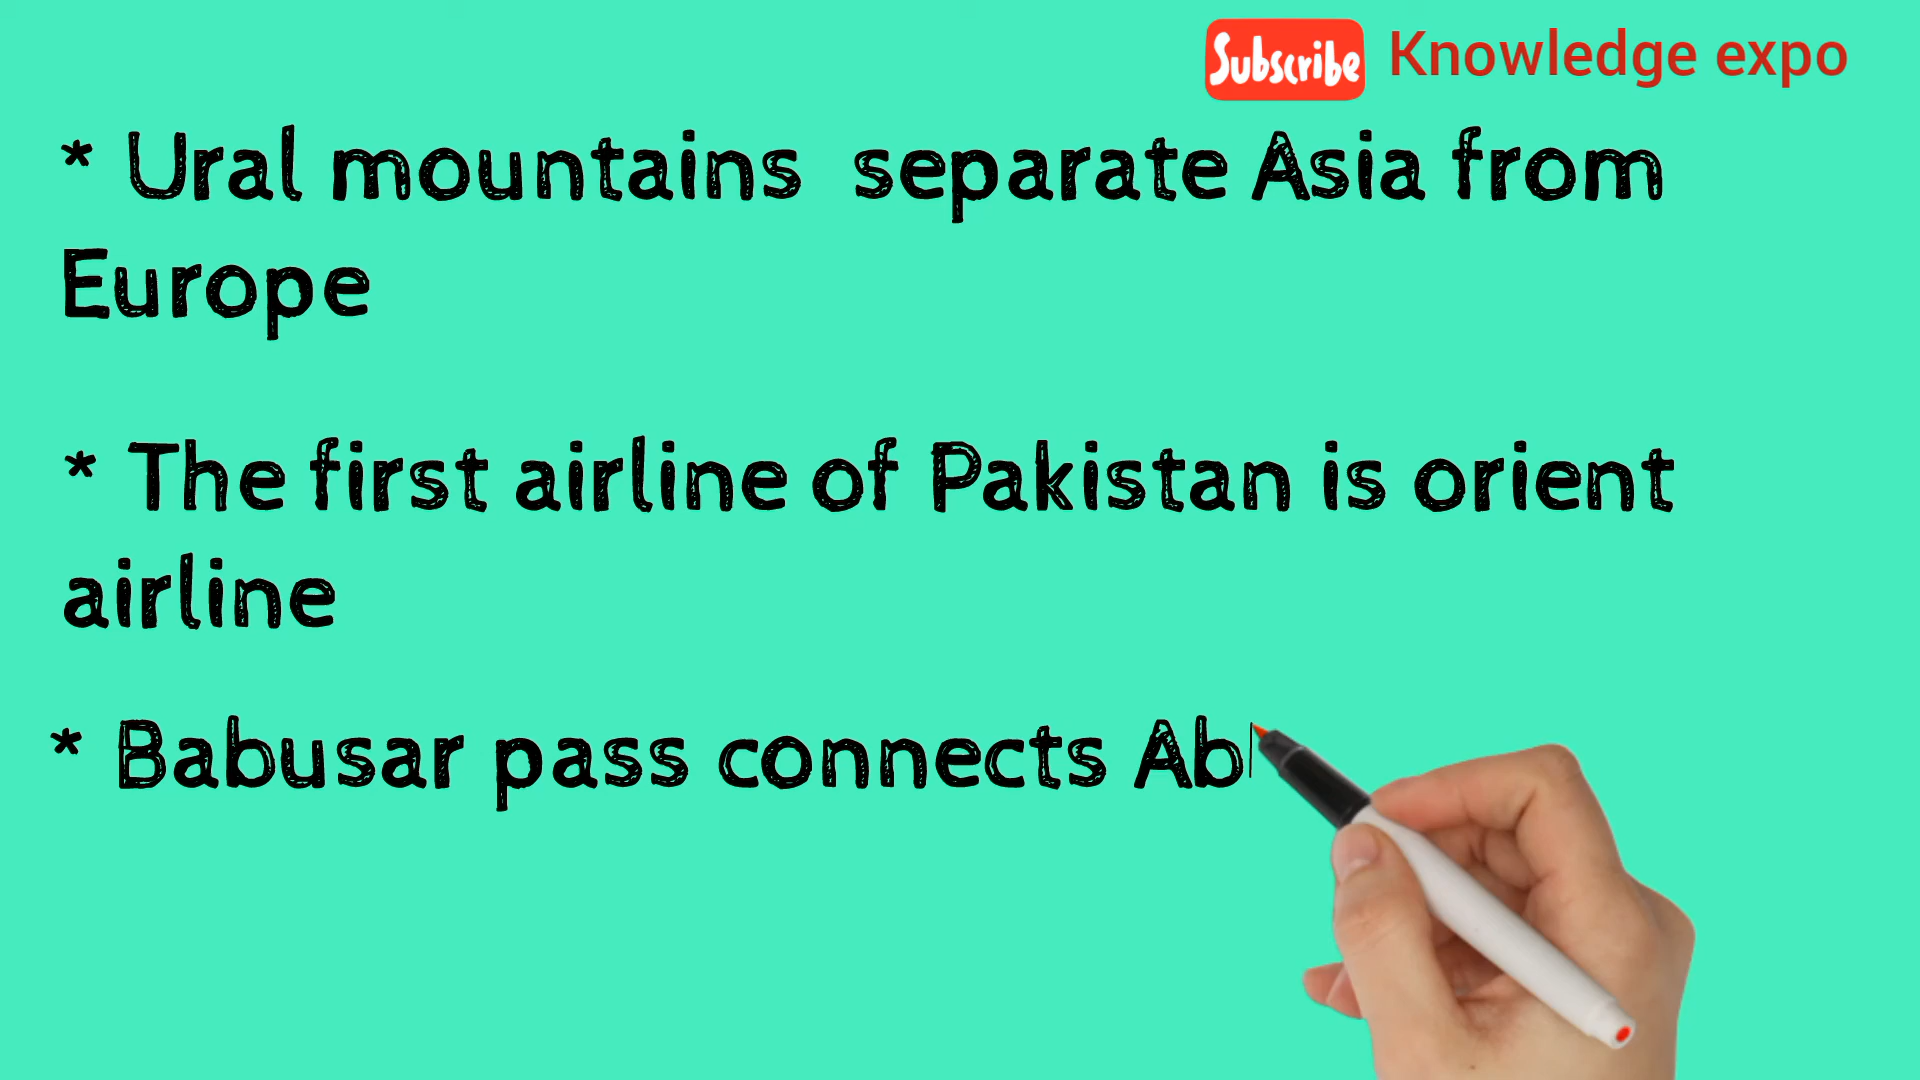 Subscribe Knowledge expo
* Ural mountains separate Asia from
Europe
* The first airline of Pakistan is orient
airline
* Babusar pass connects Ab